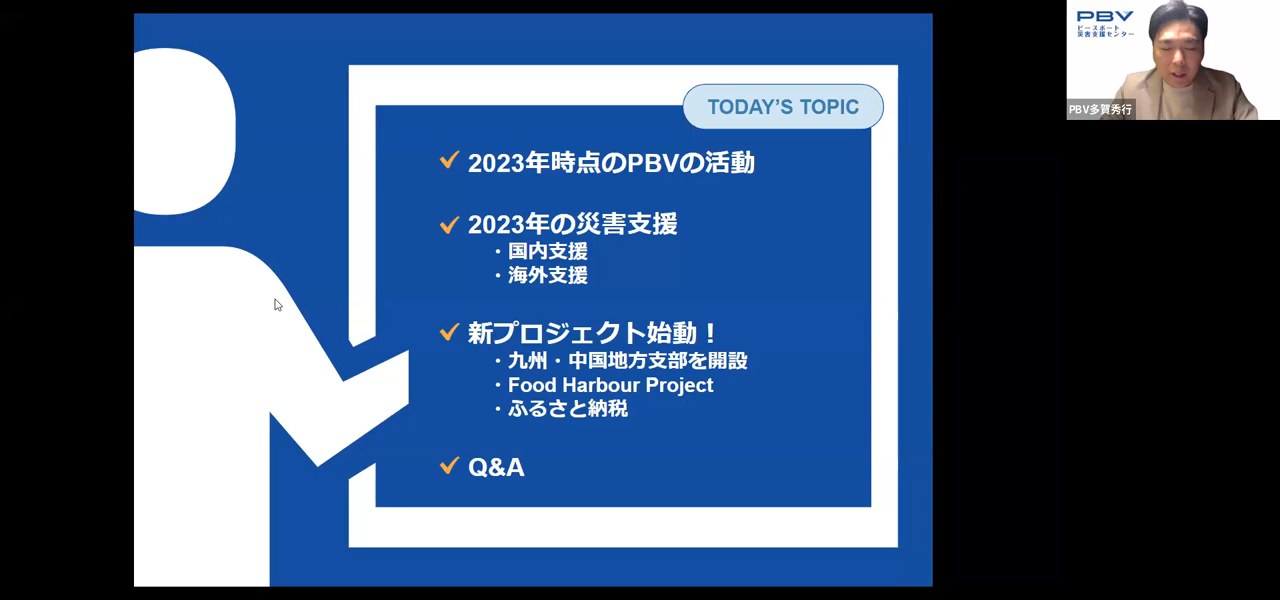 TODAY'S TOPIC
2023年時点のPBVの活動
2023年の災害支援
・国内支援
・海外支援
新プロジェクト始動！
・九州・中国地方支部を開設
・Food Harbour Project
・ふるさと納税
Q&A
PBV
ピースボート
災害支援センター
PBV多賀秀行